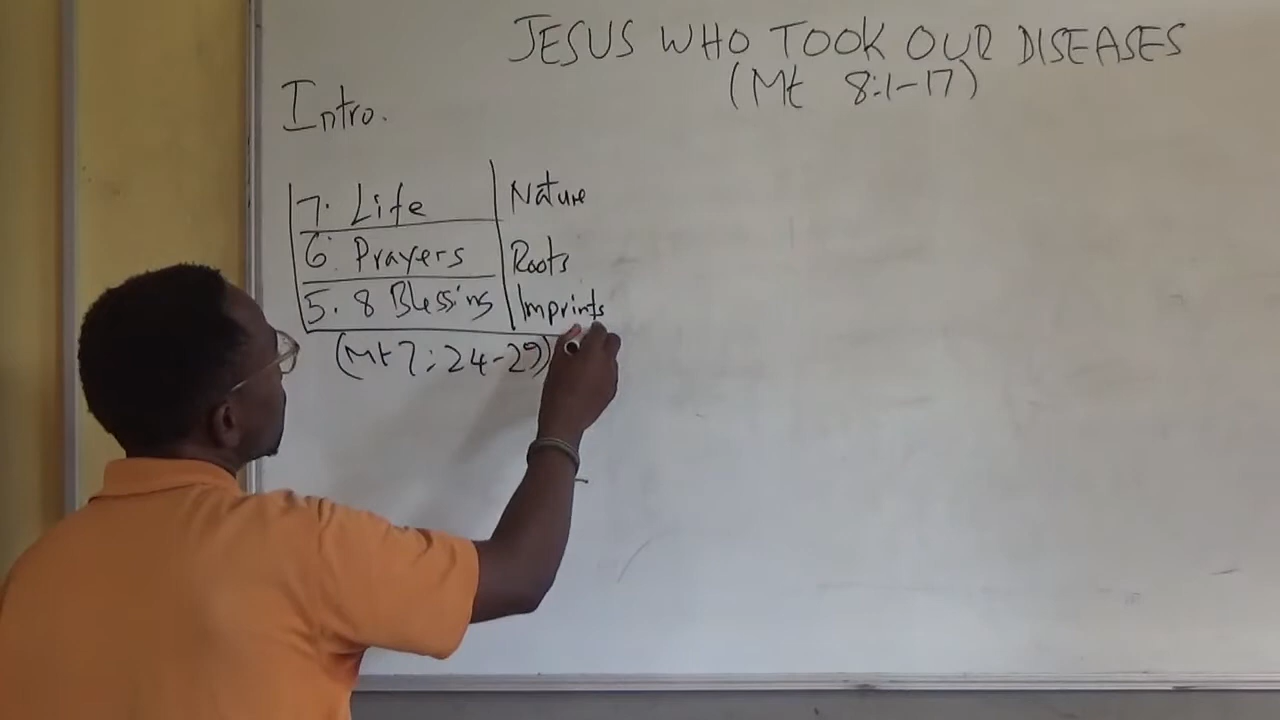 JESUS WHO TOOK OUR DISEASES
(Mt 8:1-17)
Intro.
7. Life Nature
6. Prayers Roots
5. 8 Blessings Imprints
(Mt 7:24-29)